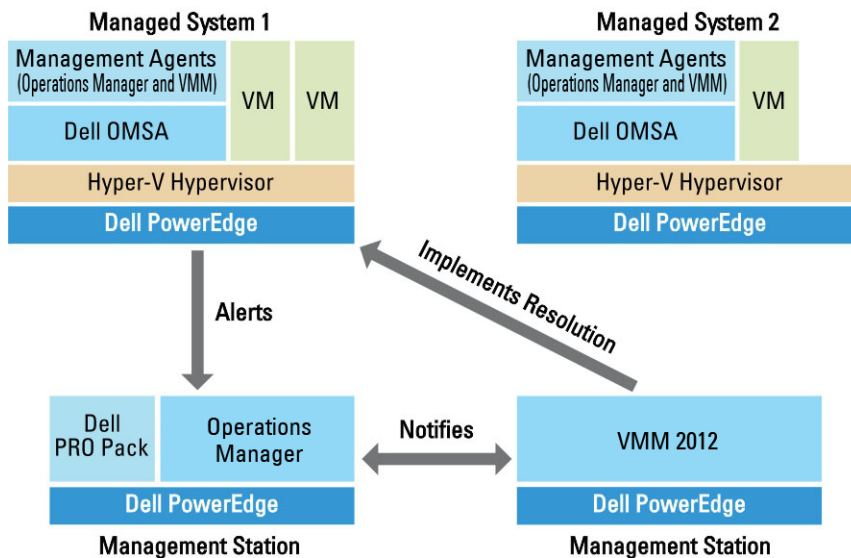 Managed System 1
Management Agents
(Operations Manager and VMM)
Dell OMSA
VM
VM
Hyper-V Hypervisor
Dell PowerEdge
Managed System 2
Management Agents
(Operations Manager and VMM)
Dell OMSA
VM
Hyper-V Hypervisor
Dell PowerEdge
Alerts
Implements Resolution
Dell
PRO Pack
Operations
Manager
Dell PowerEdge
Management Station
Notifies
VMM 2012
Dell PowerEdge
Management Station